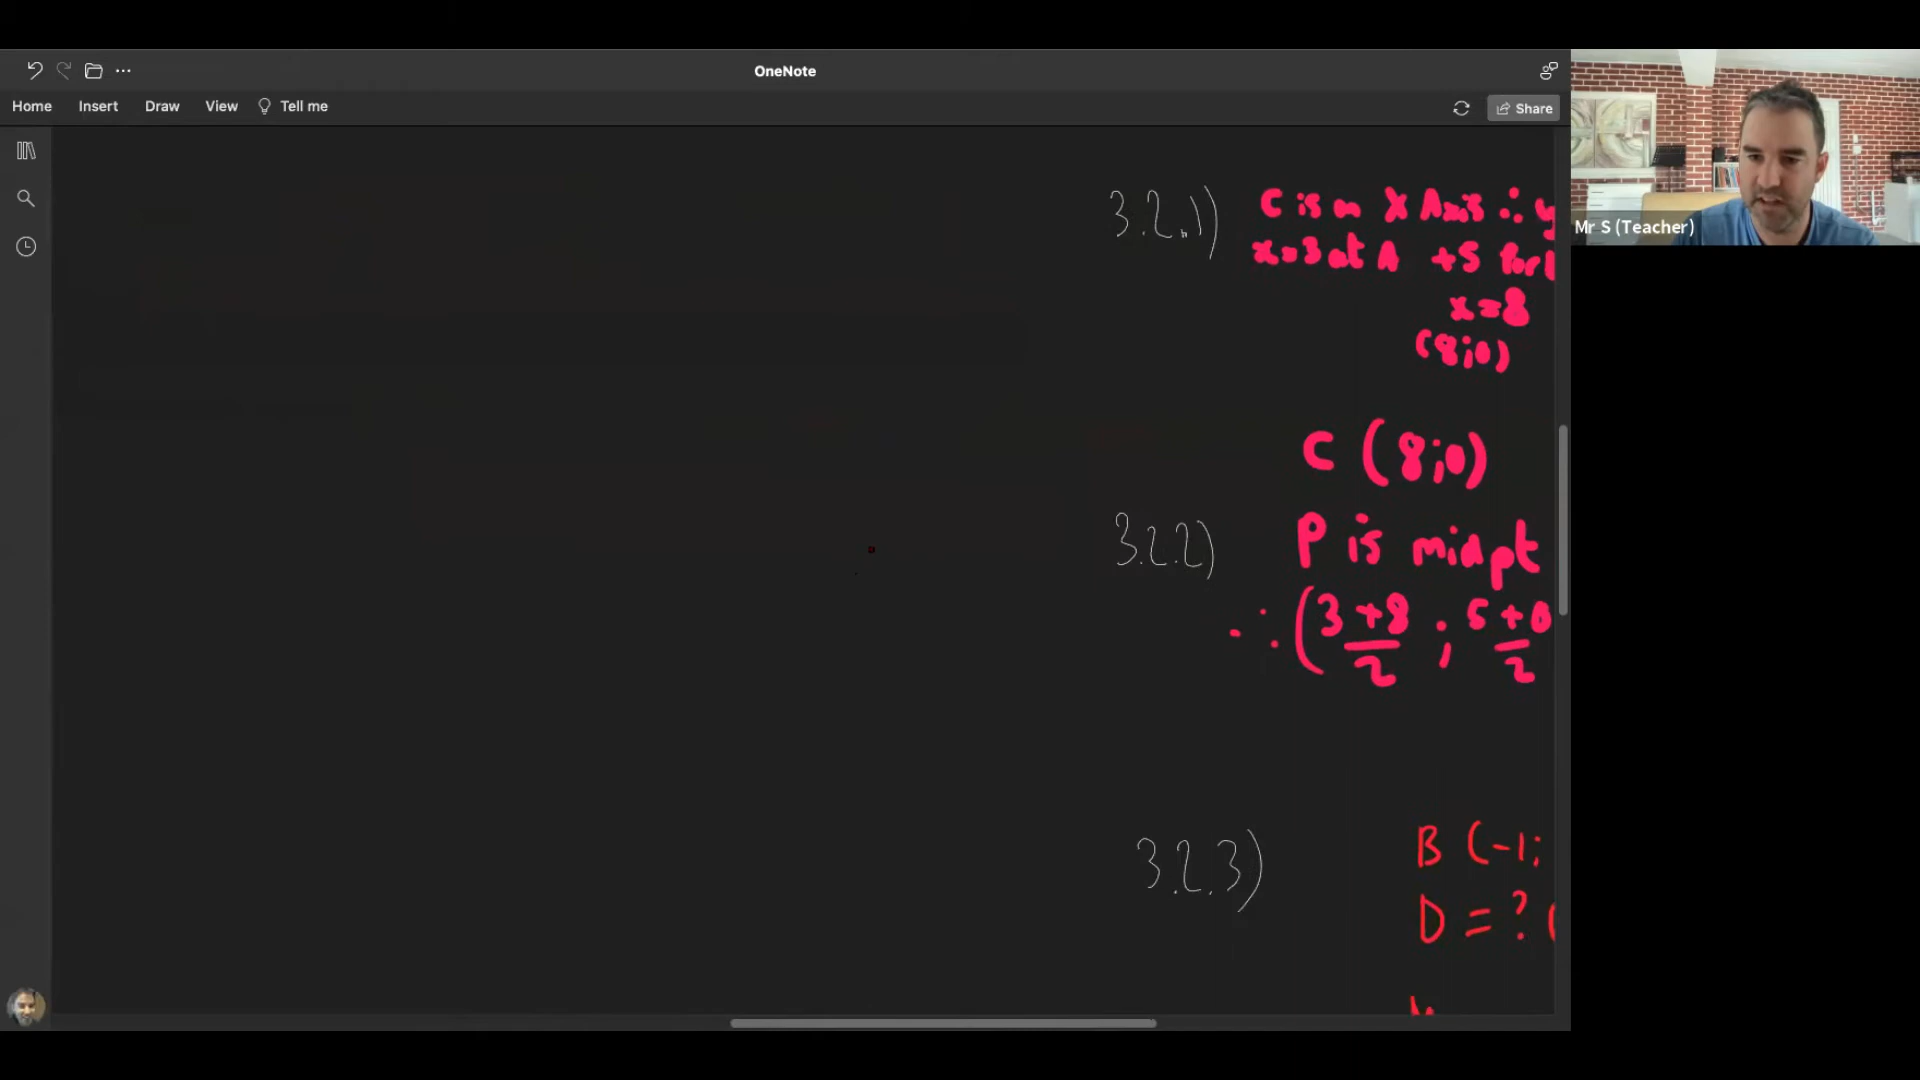 OneNote
Home Insert Draw View Tell me
Share
Mr S (Teacher)
3.2.1) C is on X Axis ∴ y
x=3 at A +5 for
x=8
(8;0)
C (8;0)
3.2.2) P is midpt
∴ (3+8/2 ; 5+0/2
3.2.3) B (-1;
D = ? (